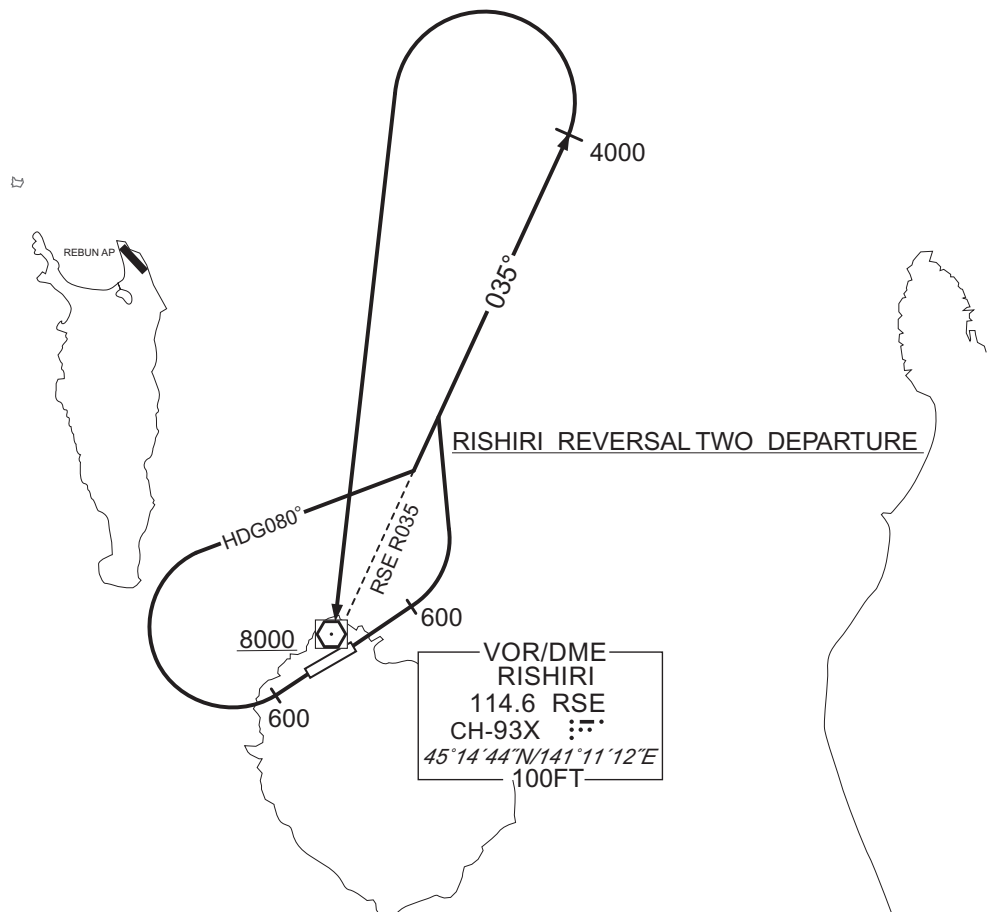 4000
REBUN AP
035°
RISHIRI REVERSAL TWO DEPARTURE
HDG080°
RSE R035
600
8000
600
VOR/DME
RISHIRI
114.6 RSE
CH-93X
45°14´44˝N/141°11´12˝E
100FT